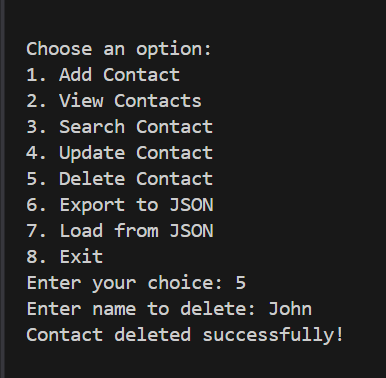 Choose an option:
1. Add Contact
2. View Contacts
3. Search Contact
4. Update Contact
5. Delete Contact
6. Export to JSON
7. Load from JSON
8. Exit
Enter your choice: 5
Enter name to delete: John
Contact deleted successfully!